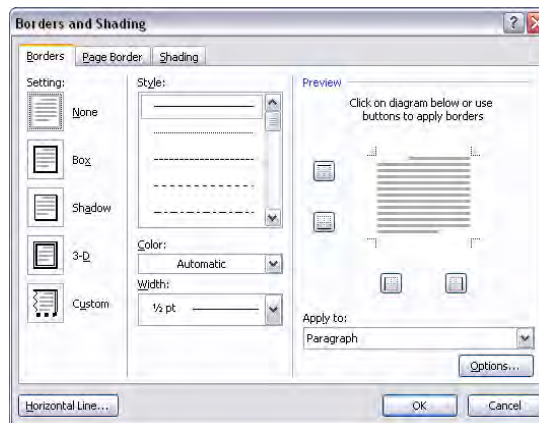 Borders and Shading
Borders
Page Border
Shading
Setting:
None
Box
Shadow
3-D
Custom
Style:
Color:
Automatic
Width:
½ pt
Preview
Click on diagram below or use
buttons to apply borders
Apply to:
Paragraph
Options...
Horizontal Line...
OK
Cancel